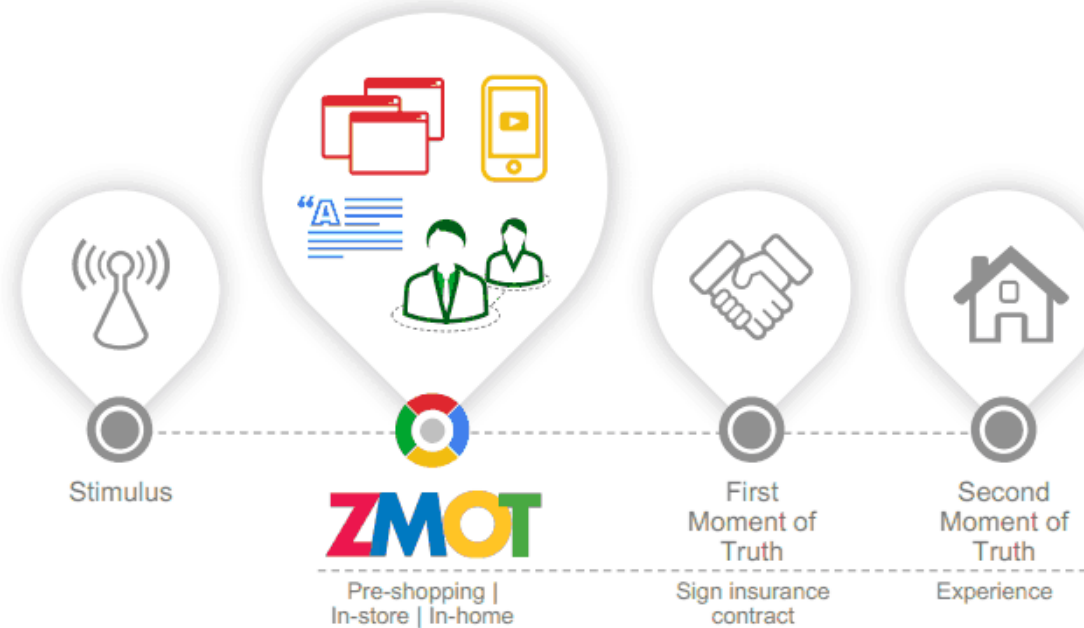 “A
Stimulus
ZMOT
First
Moment of
Truth
Second
Moment of
Truth
Pre-shopping |
In-store | In-home
Sign insurance
contract
Experience